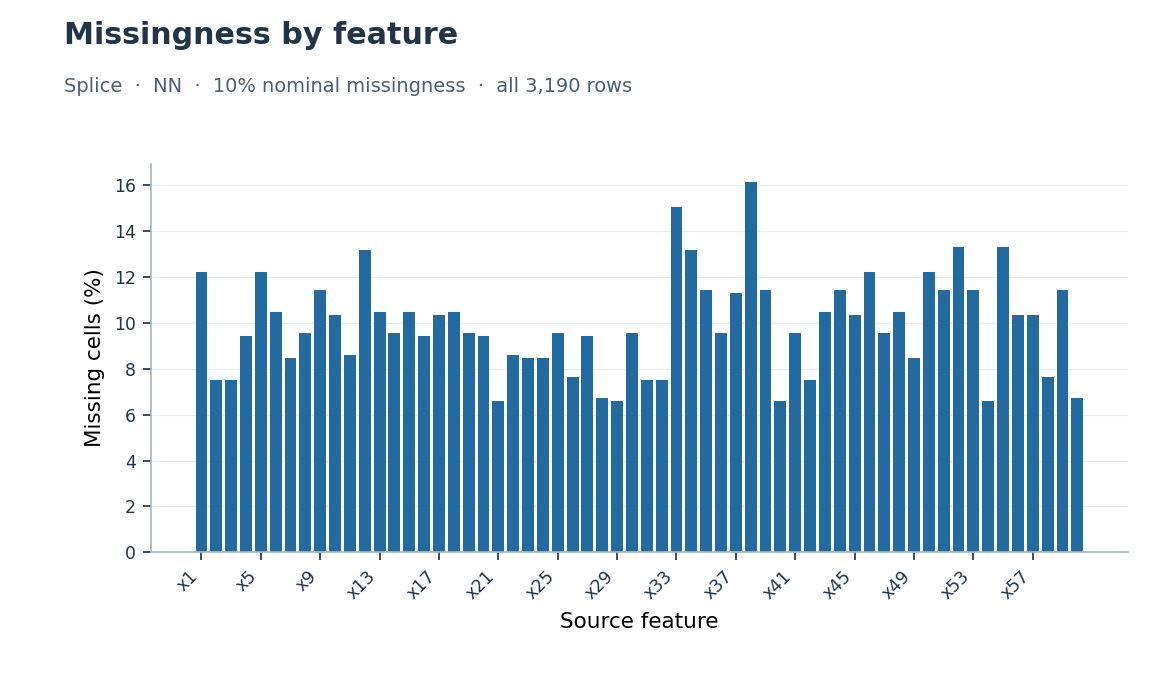 Missingness by feature
Splice · NN · 10% nominal missingness · all 3,190 rows
16
14
12
10
8
6
4
2
0
Missing cells (%)
x1 x5 x9 x13 x17 x21 x25 x29 x33 x37 x41 x45 x49 x53 x57
Source feature